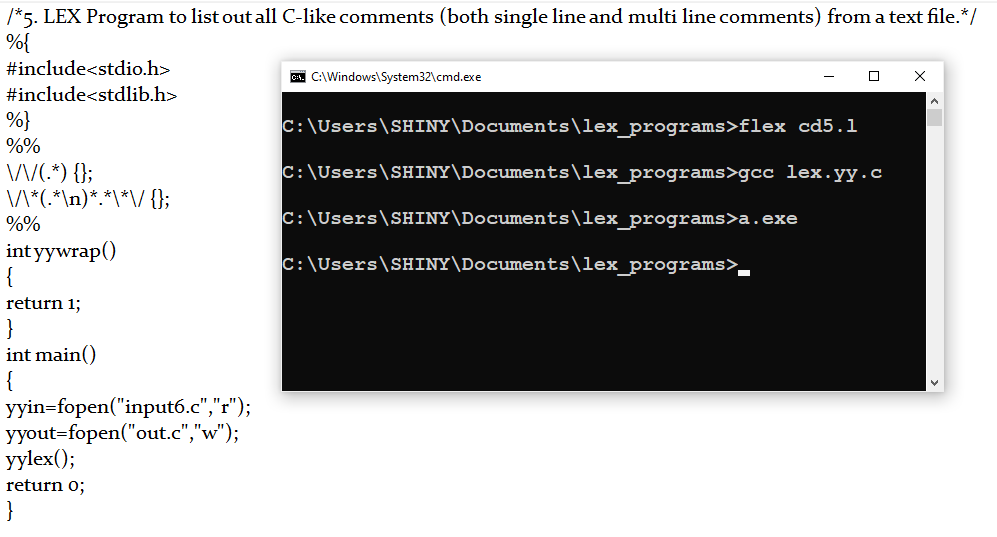 /*5. LEX Program to list out all C-like comments (both single line and multi line comments) from a text file.*/
%{
#include<stdio.h>
#include<stdlib.h>
%}
%%
\/\/(.*) {};
\/\*(.*\n)*.*\*\/ {};
%%
int yywrap()
{
return 1;
}
int main()
{
yyin=fopen("input6.c","r");
yyout=fopen("out.c","w");
yylex();
return 0;
}
C:\Windows\System32\cmd.exe
C:\Users\SHINY\Documents\lex_programs>flex cd5.l
C:\Users\SHINY\Documents\lex_programs>gcc lex.yy.c
C:\Users\SHINY\Documents\lex_programs>a.exe
C:\Users\SHINY\Documents\lex_programs>